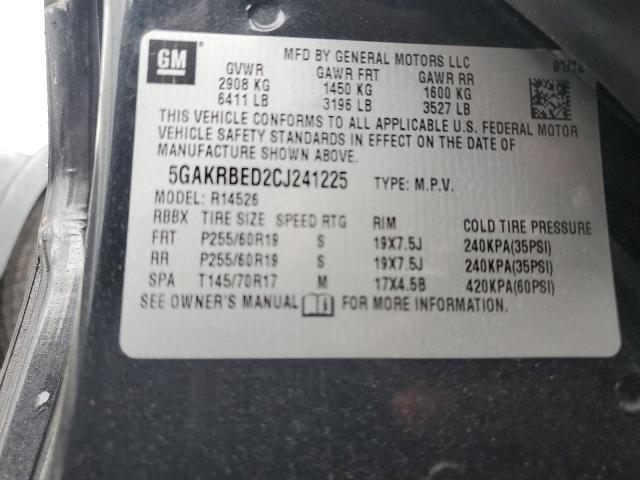 GM
MFD BY GENERAL MOTORS LLC
01/12
GVWR GAWR FRT GAWR RR
2908 KG 1450 KG 1600 KG
6411 LB 3196 LB 3527 LB
THIS VEHICLE CONFORMS TO ALL APPLICABLE U.S. FEDERAL MOTOR
VEHICLE SAFETY STANDARDS IN EFFECT ON THE DATE OF
MANUFACTURE SHOWN ABOVE.
5GAKRBED2CJ241225 TYPE: M.P.V.
MODEL: R14526
RBBX TIRE SIZE SPEED RTG RIM COLD TIRE PRESSURE
FRT P255/60R19 S 19X7.5J 240KPA(35PSI)
RR P255/60R19 S 19X7.5J 240KPA(35PSI)
SPA T145/70R17 M 17X4.5B 420KPA(60PSI)
SEE OWNER'S MANUAL FOR MORE INFORMATION.